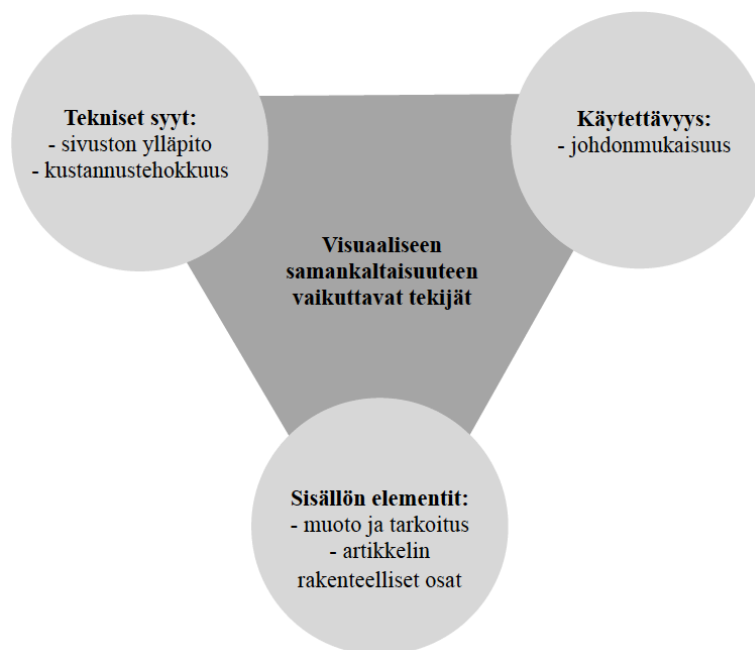 Tekniset syyt:
- sivuston ylläpito
- kustannustehokkuus
Käytettävyys:
- johdonmukaisuus
Visuaaliseen
samankaltaisuuteen
vaikuttavat tekijät
Sisällön elementit:
- muoto ja tarkoitus
- artikkelin
rakenteelliset osat